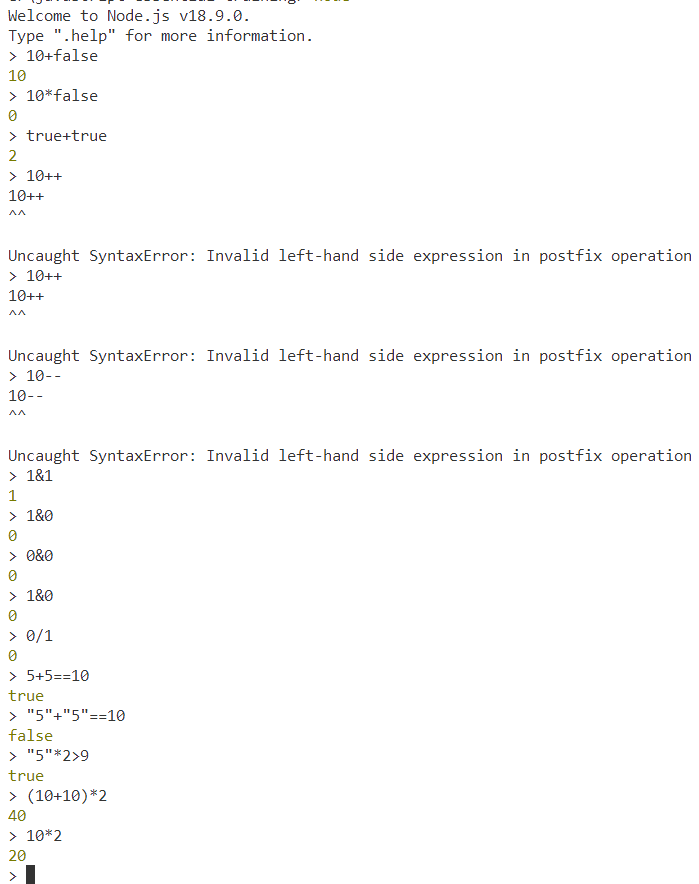 Welcome to Node.js v18.9.0.
Type ".help" for more information.
> 10+false
10
> 10*false
0
> true+true
2
> 10++
10++
^^
Uncaught SyntaxError: Invalid left-hand side expression in postfix operation
> 10++
10++
^^
Uncaught SyntaxError: Invalid left-hand side expression in postfix operation
> 10--
10--
^^
Uncaught SyntaxError: Invalid left-hand side expression in postfix operation
> 1&1
1
> 1&0
0
> 0&0
0
> 1&0
0
> 0/1
0
> 5+5==10
true
> "5"+"5"==10
false
> "5"*2>9
true
> (10+10)*2
40
> 10*2
20
>